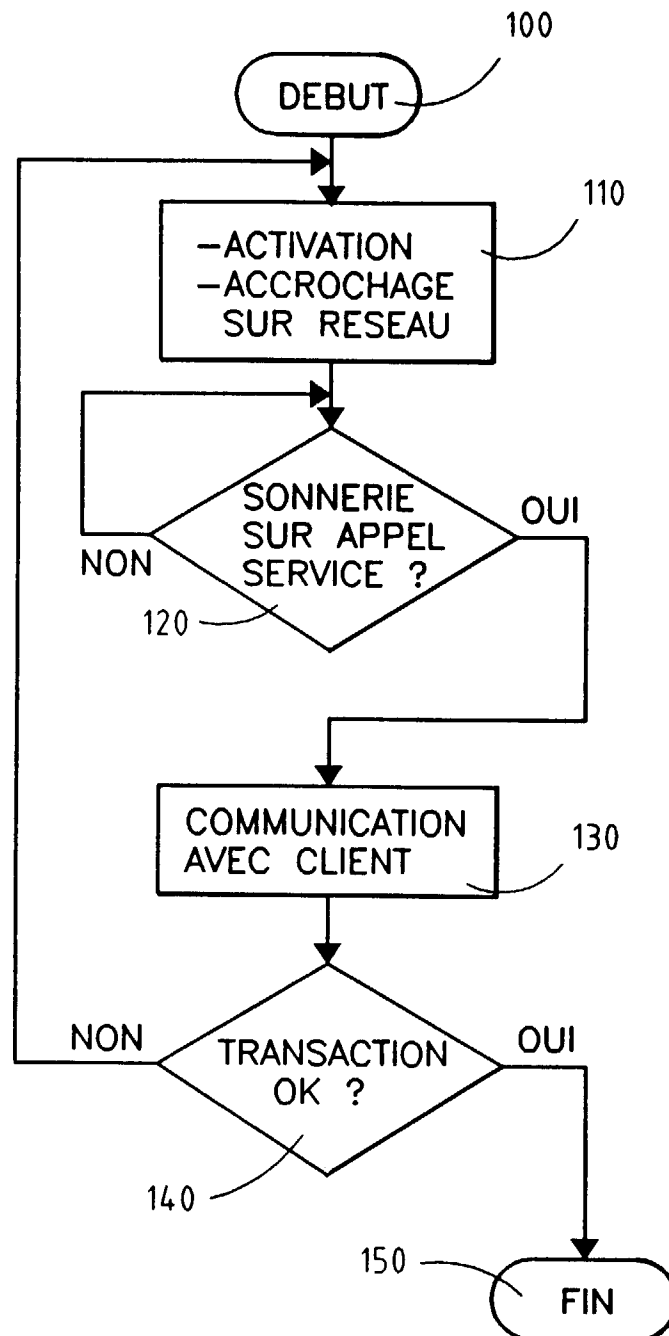 100
DEBUT
110
-ACTIVATION
-ACCROCHAGE
SUR RESEAU
SONNERIE
SUR APPEL
SERVICE ?
OUI
NON
120
COMMUNICATION
AVEC CLIENT
130
NON
TRANSACTION
OK ?
OUI
140
150
FIN